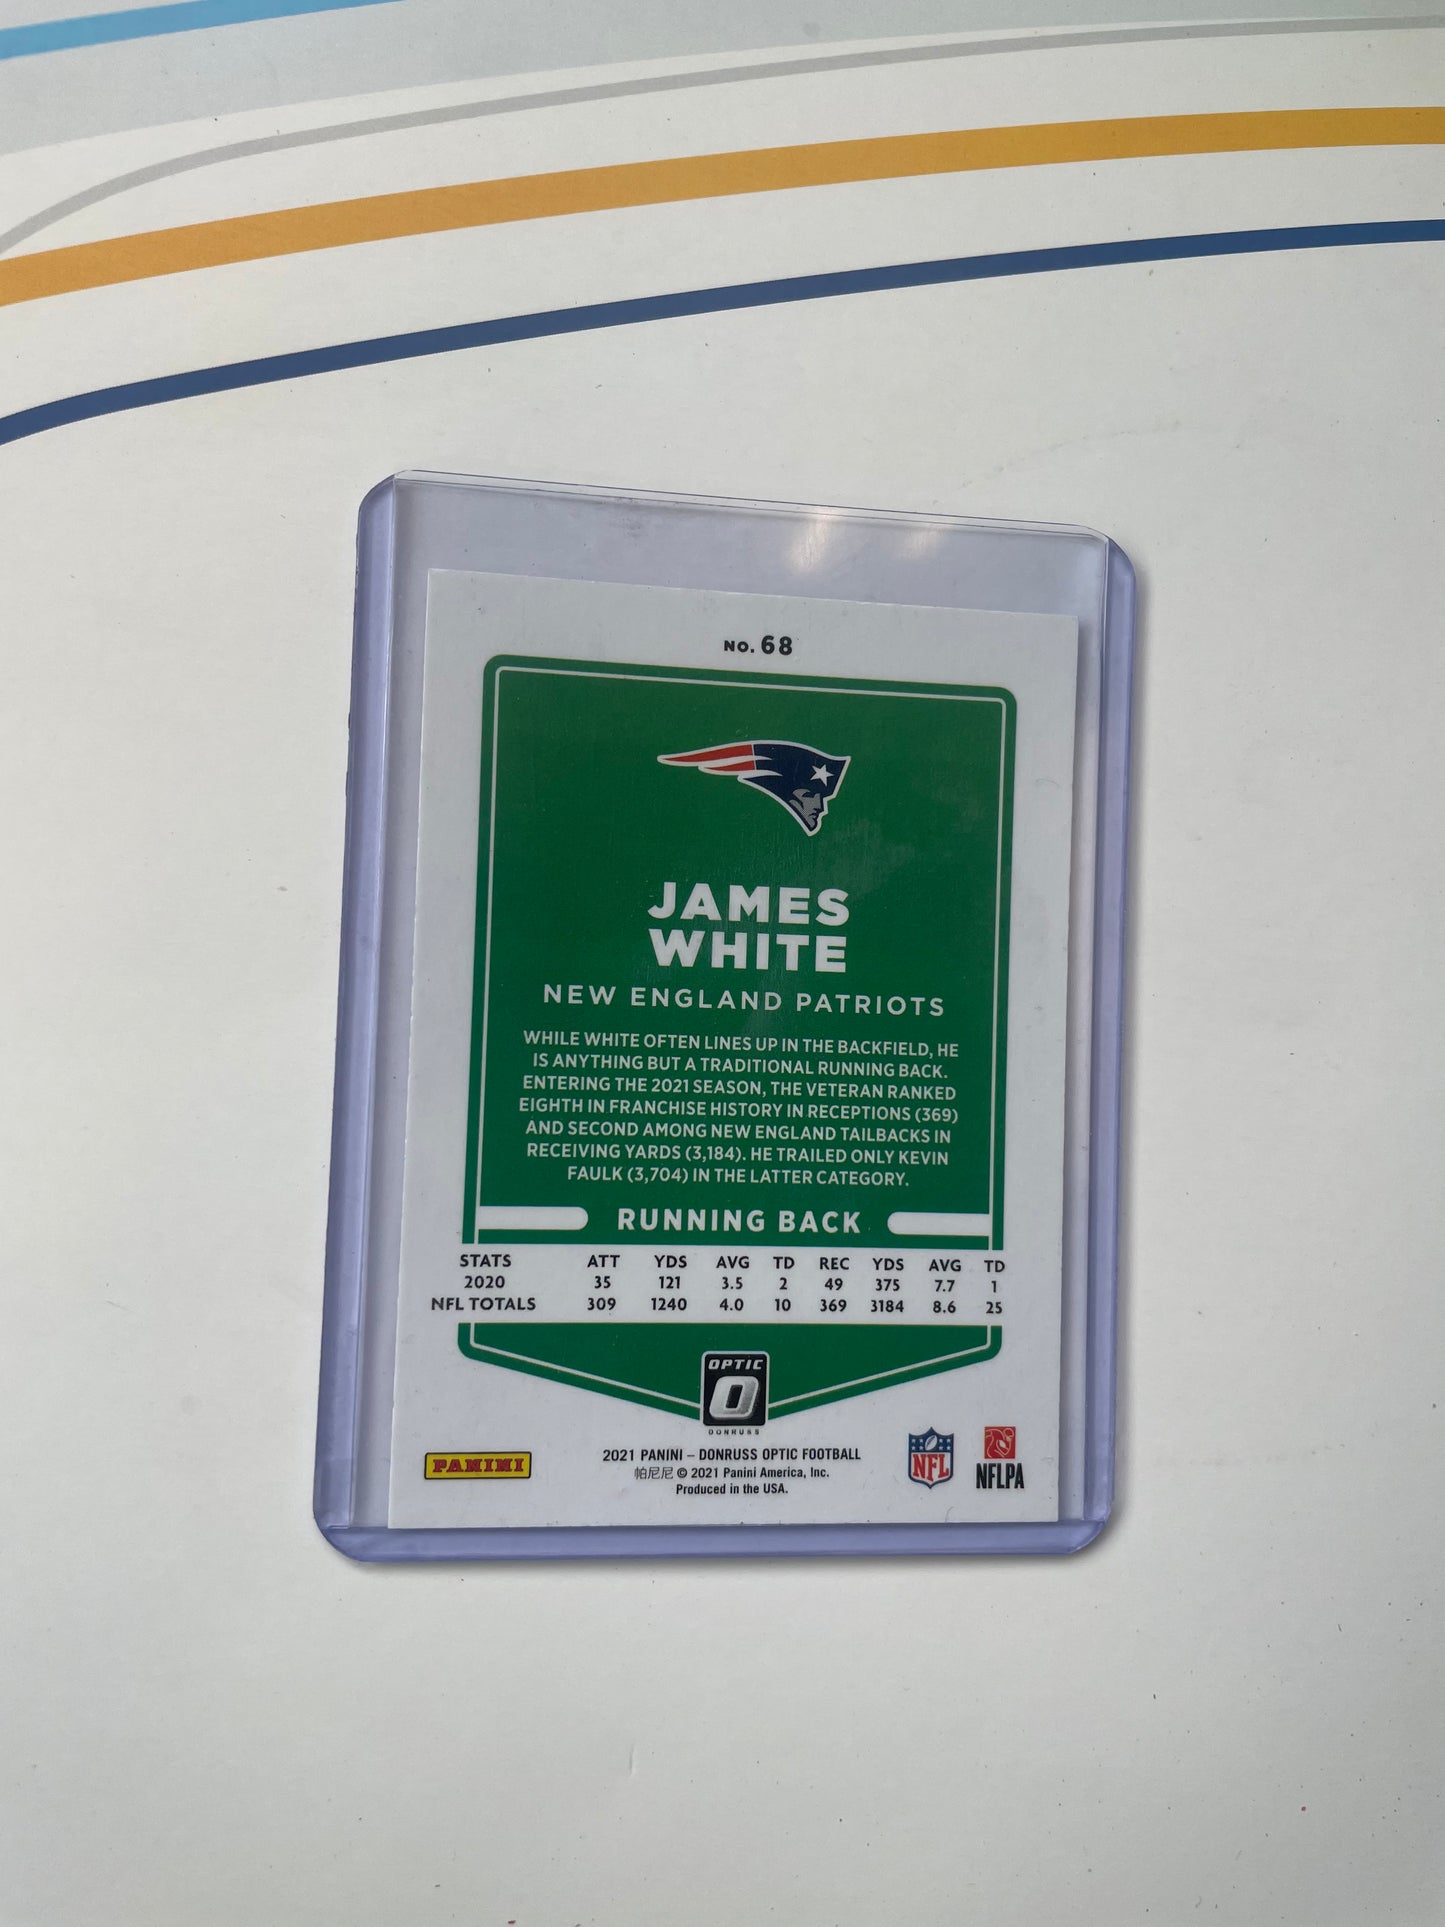 NO. 68
JAMES
WHITE
NEW ENGLAND PATRIOTS
WHILE WHITE OFTEN LINES UP IN THE BACKFIELD, HE
IS ANYTHING BUT A TRADITIONAL RUNNING BACK.
ENTERING THE 2021 SEASON, THE VETERAN RANKED
EIGHTH IN FRANCHISE HISTORY IN RECEPTIONS (369)
AND SECOND AMONG NEW ENGLAND TAILBACKS IN
RECEIVING YARDS (3,184). HE TRAILED ONLY KEVIN
FAULK (3,704) IN THE LATTER CATEGORY.
RUNNING BACK
STATS ATT YDS AVG TD REC YDS AVG TD
2020 35 121 3.5 2 49 375 7.7 1
NFL TOTALS 309 1240 4.0 10 369 3184 8.6 25
OPTIC
O
DONRUSS
PANINI
2021 PANINI – DONRUSS OPTIC FOOTBALL
帕尼尼 © 2021 Panini America, Inc.
Produced in the USA.
NFL
NFLPA